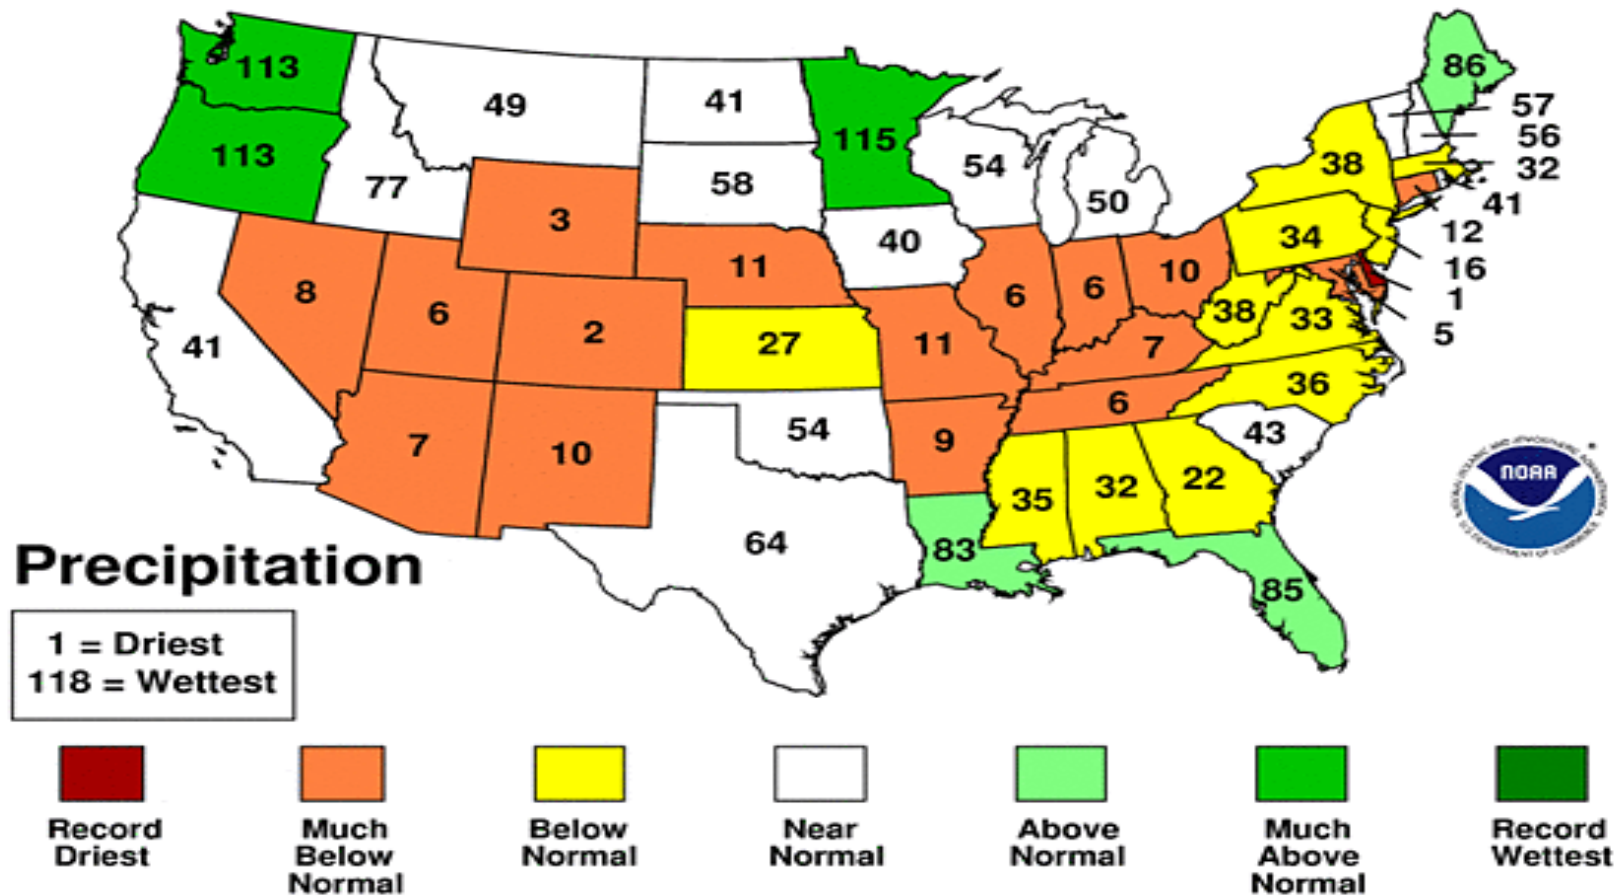 113
86
49
41
57
113
115
56
54
38
32
77
58
50
41
3
40
34
12
11
16
8
6
6
10
1
6
2
38
33
5
41
27
11
7
36
6
54
43
7
10
9
35
32
22
NOAA
64
83
85
Precipitation
1 = Driest
118 = Wettest
Record
Driest
Much
Below
Normal
Below
Normal
Near
Normal
Above
Normal
Much
Above
Normal
Record
Wettest